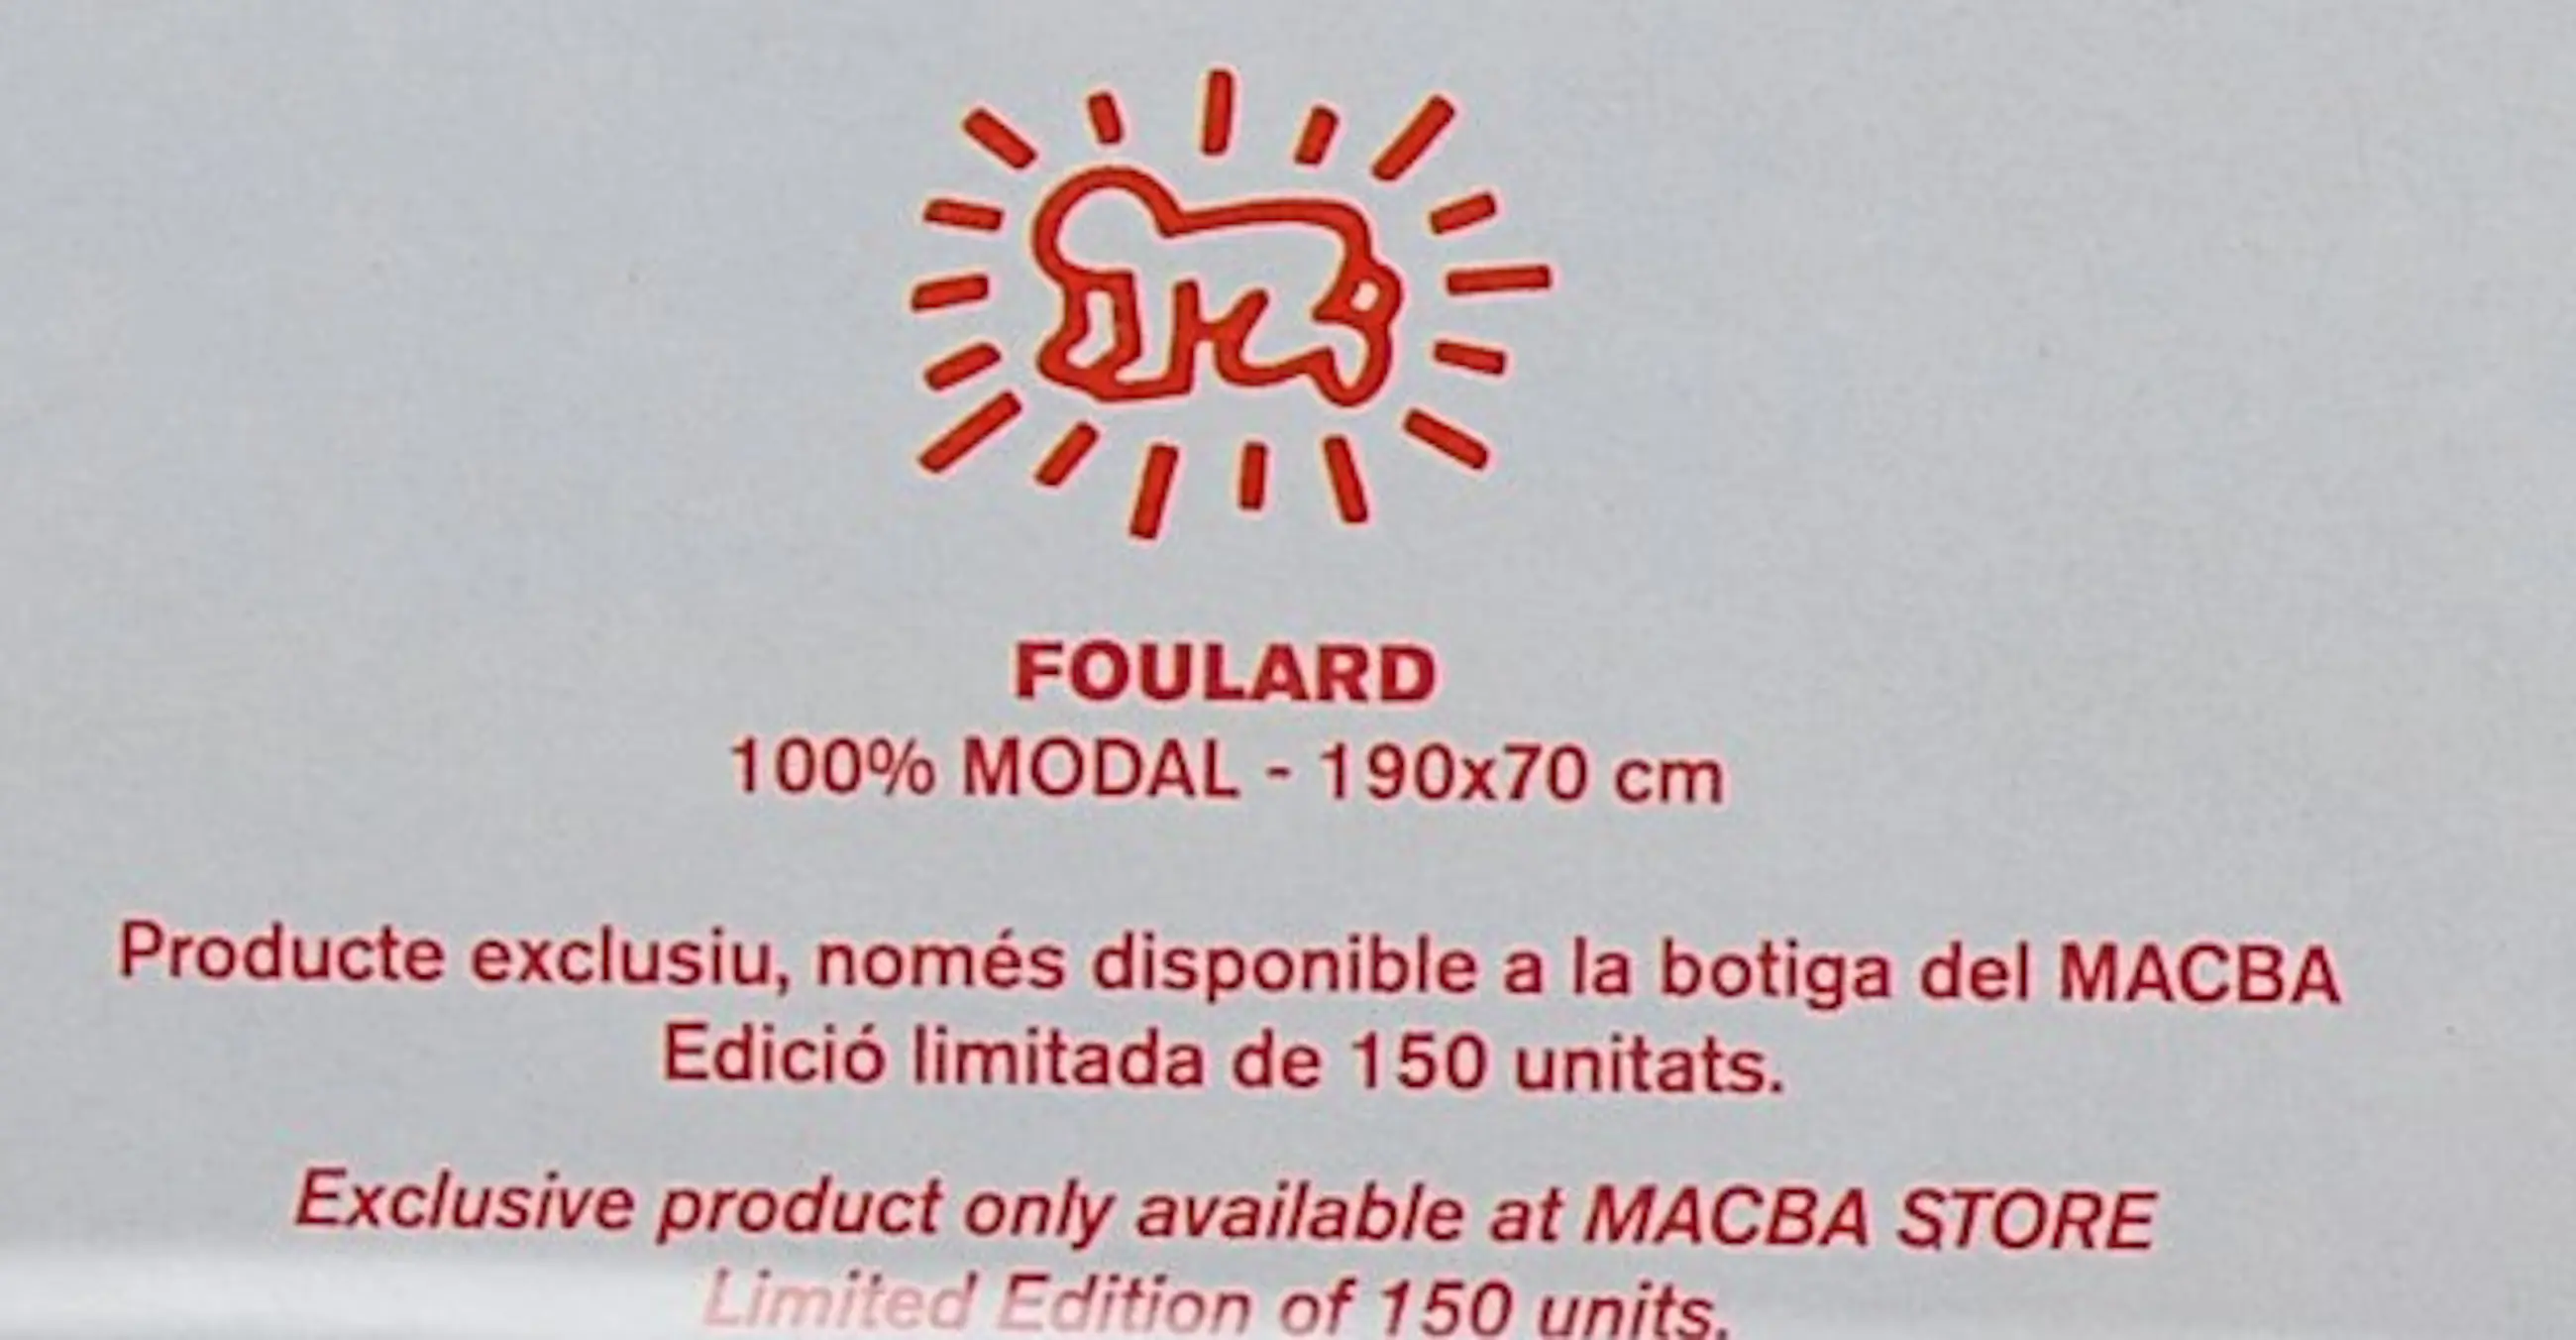 FOULARD
100% MODAL - 190x70 cm
Producte exclusiu, només disponible a la botiga del MACBA
Edició limitada de 150 unitats.
Exclusive product only available at MACBA STORE
Limited Edition of 150 units.